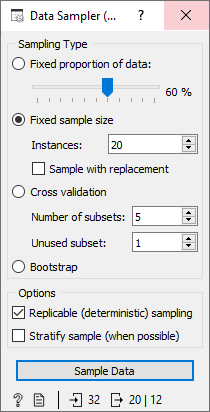 Data Sampler (...
Sampling Type
Fixed proportion of data:
60 %
Fixed sample size
Instances: 20
Sample with replacement
Cross validation
Number of subsets: 5
Unused subset: 1
Bootstrap
Options
Replicable (deterministic) sampling
Stratify sample (when possible)
Sample Data
? 32 20 | 12